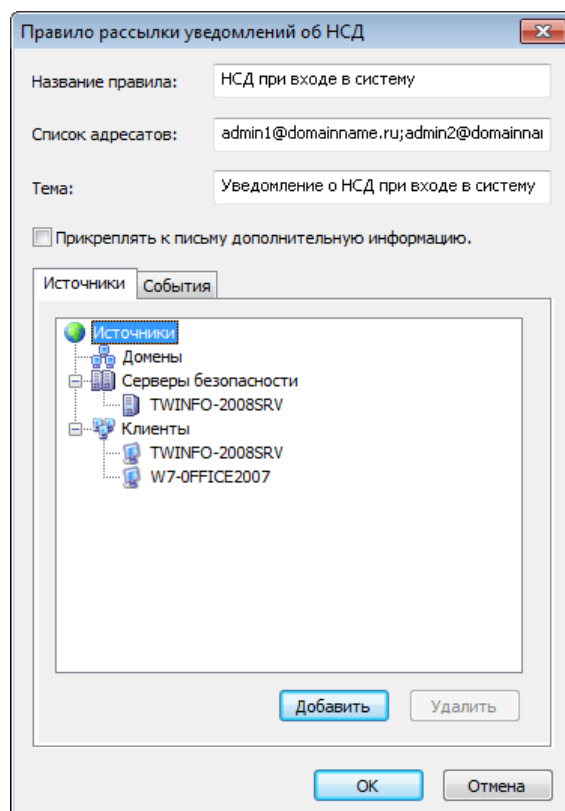 Правило рассылки уведомлений об НСД
Название правила: НСД при входе в систему
Список адресатов: admin1@domainname.ru;admin2@domainnar
Тема: Уведомление о НСД при входе в систему
Прикреплять к письму дополнительную информацию.
Источники События
Источники
Домены
Серверы безопасности
TWINFO-2008SRV
Клиенты
TWINFO-2008SRV
W7-OFFICE2007
Добавить Удалить
OK Отмена